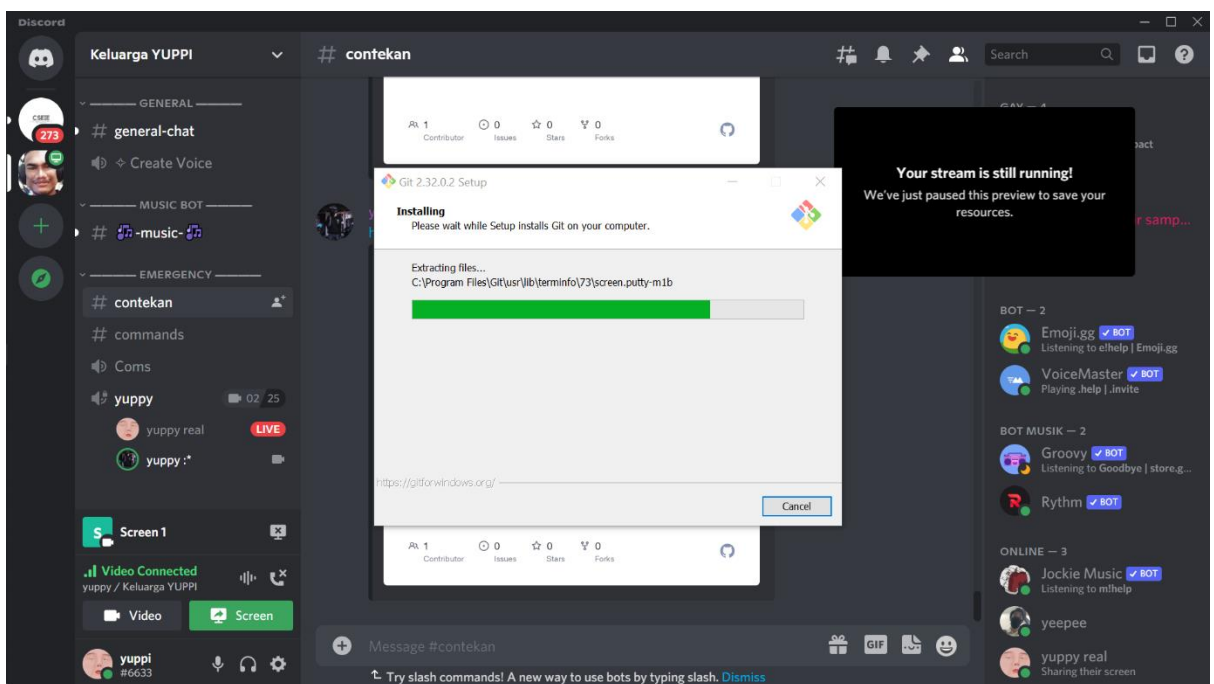 Discord
Keluarga YUPPI
GENERAL
general-chat
Create Voice
MUSIC BOT
-music-
EMERGENCY
contekan
commands
Coms
yuppy
02 25
yuppy real
LIVE
yuppy :*
CSKIE
273
S
Screen 1
Video Connected
yuppy / Keluarga YUPPI
Video
Screen
yuppi
#6633
# contekan
Search
1 0 0 0
Contributor Issues Stars Forks
Git 2.32.0.2 Setup
Installing
Please wait while Setup installs Git on your computer.
Extracting files...
C:\Program Files\Git\usr\lib\terminfo\73\screen.putty-m1b
https://gitforwindows.org/
Cancel
1 0 0 0
Contributor Issues Stars Forks
Message #contekan
GIF
Try slash commands! A new way to use bots by typing slash. Dismiss
Your stream is still running!
We've just paused this preview to save your
resources.
r samp...
BOT — 2
Emoji.gg BOT
Listening to e!help | Emoji.gg
VoiceMaster BOT
Playing .help | .invite
BOT MUSIK — 2
Groovy BOT
Listening to Goodbye | store.g...
Rythm BOT
ONLINE — 3
Jockie Music BOT
Listening to m!help
yeepee
yuppy real
Sharing their screen